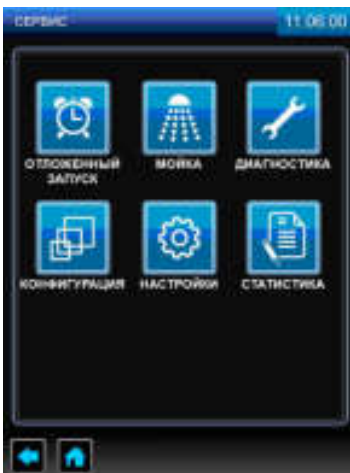 СЕРВИС 11:06:00
ОТЛОЖЕННЫЙ МОЙКА ДИАГНОСТИКА
ЗАПУСК
КОНФИГУРАЦИЯ НАСТРОЙКИ СТАТИСТИКА